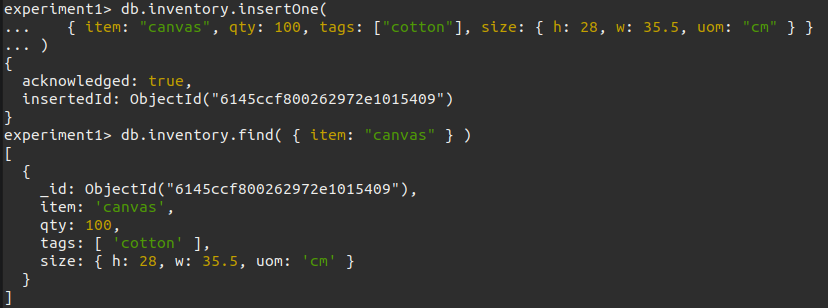 experiment1> db.inventory.insertOne(
...     { item: "canvas", qty: 100, tags: ["cotton"], size: { h: 28, w: 35.5, uom: "cm" } }
... )
{
  acknowledged: true,
  insertedId: ObjectId("6145ccf800262972e1015409")
}
experiment1> db.inventory.find( { item: "canvas" } )
[
  {
    _id: ObjectId("6145ccf800262972e1015409"),
    item: 'canvas',
    qty: 100,
    tags: [ 'cotton' ],
    size: { h: 28, w: 35.5, uom: 'cm' }
  }
]